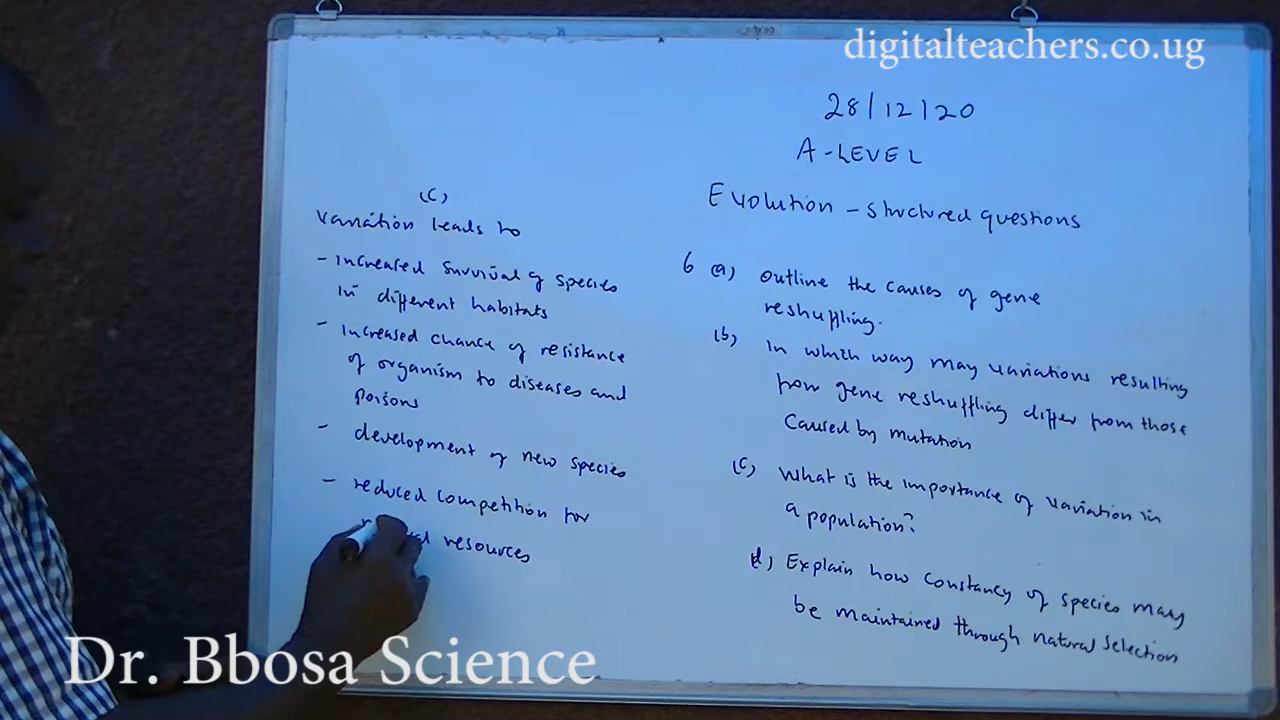 digitalteachers.co.ug
28/12/20
A-LEVEL
Evolution - structured questions
6 (a) Outline the causes of gene
reshuffling.
(b) In which way may variations resulting
from gene reshuffling differ from those
caused by mutation
(c) What is the importance of variation in
a population?
(d) Explain how constancy of species may
be maintained through natural selection
(c)
Variation leads to
- Increased survival of species
in different habitats
- Increased chance of resistance
of organism to diseases and
poisons
- development of new species
- reduced competition for
resources
Dr. Bbosa Science